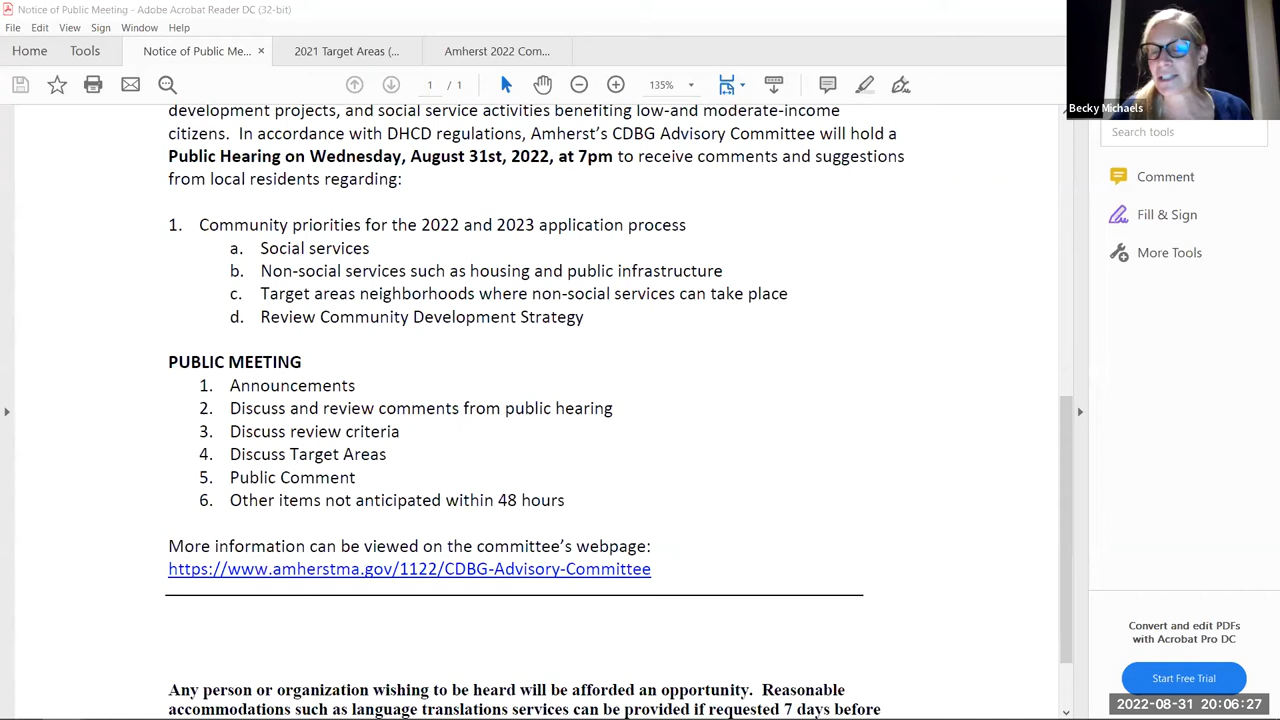 Notice of Public Meeting - Adobe Acrobat Reader DC (32-bit)
File Edit View Sign Window Help
Home Tools Notice of Public Me... × 2021 Target Areas (... Amherst 2022 Com...
1 / 1 135%
Becky Michaels
development projects, and social service activities benefiting low-and moderate-income
citizens. In accordance with DHCD regulations, Amherst's CDBG Advisory Committee will hold a
Public Hearing on Wednesday, August 31st, 2022, at 7pm to receive comments and suggestions
from local residents regarding:
1. Community priorities for the 2022 and 2023 application process
a. Social services
b. Non-social services such as housing and public infrastructure
c. Target areas neighborhoods where non-social services can take place
d. Review Community Development Strategy
PUBLIC MEETING
1. Announcements
2. Discuss and review comments from public hearing
3. Discuss review criteria
4. Discuss Target Areas
5. Public Comment
6. Other items not anticipated within 48 hours
More information can be viewed on the committee's webpage:
https://www.amherstma.gov/1122/CDBG-Advisory-Committee
Any person or organization wishing to be heard will be afforded an opportunity. Reasonable
accommodations such as language translations services can be provided if requested 7 days before
Search tools
Comment
Fill & Sign
More Tools
Convert and edit PDFs
with Acrobat Pro DC
Start Free Trial
2022-08-31 20:06:27